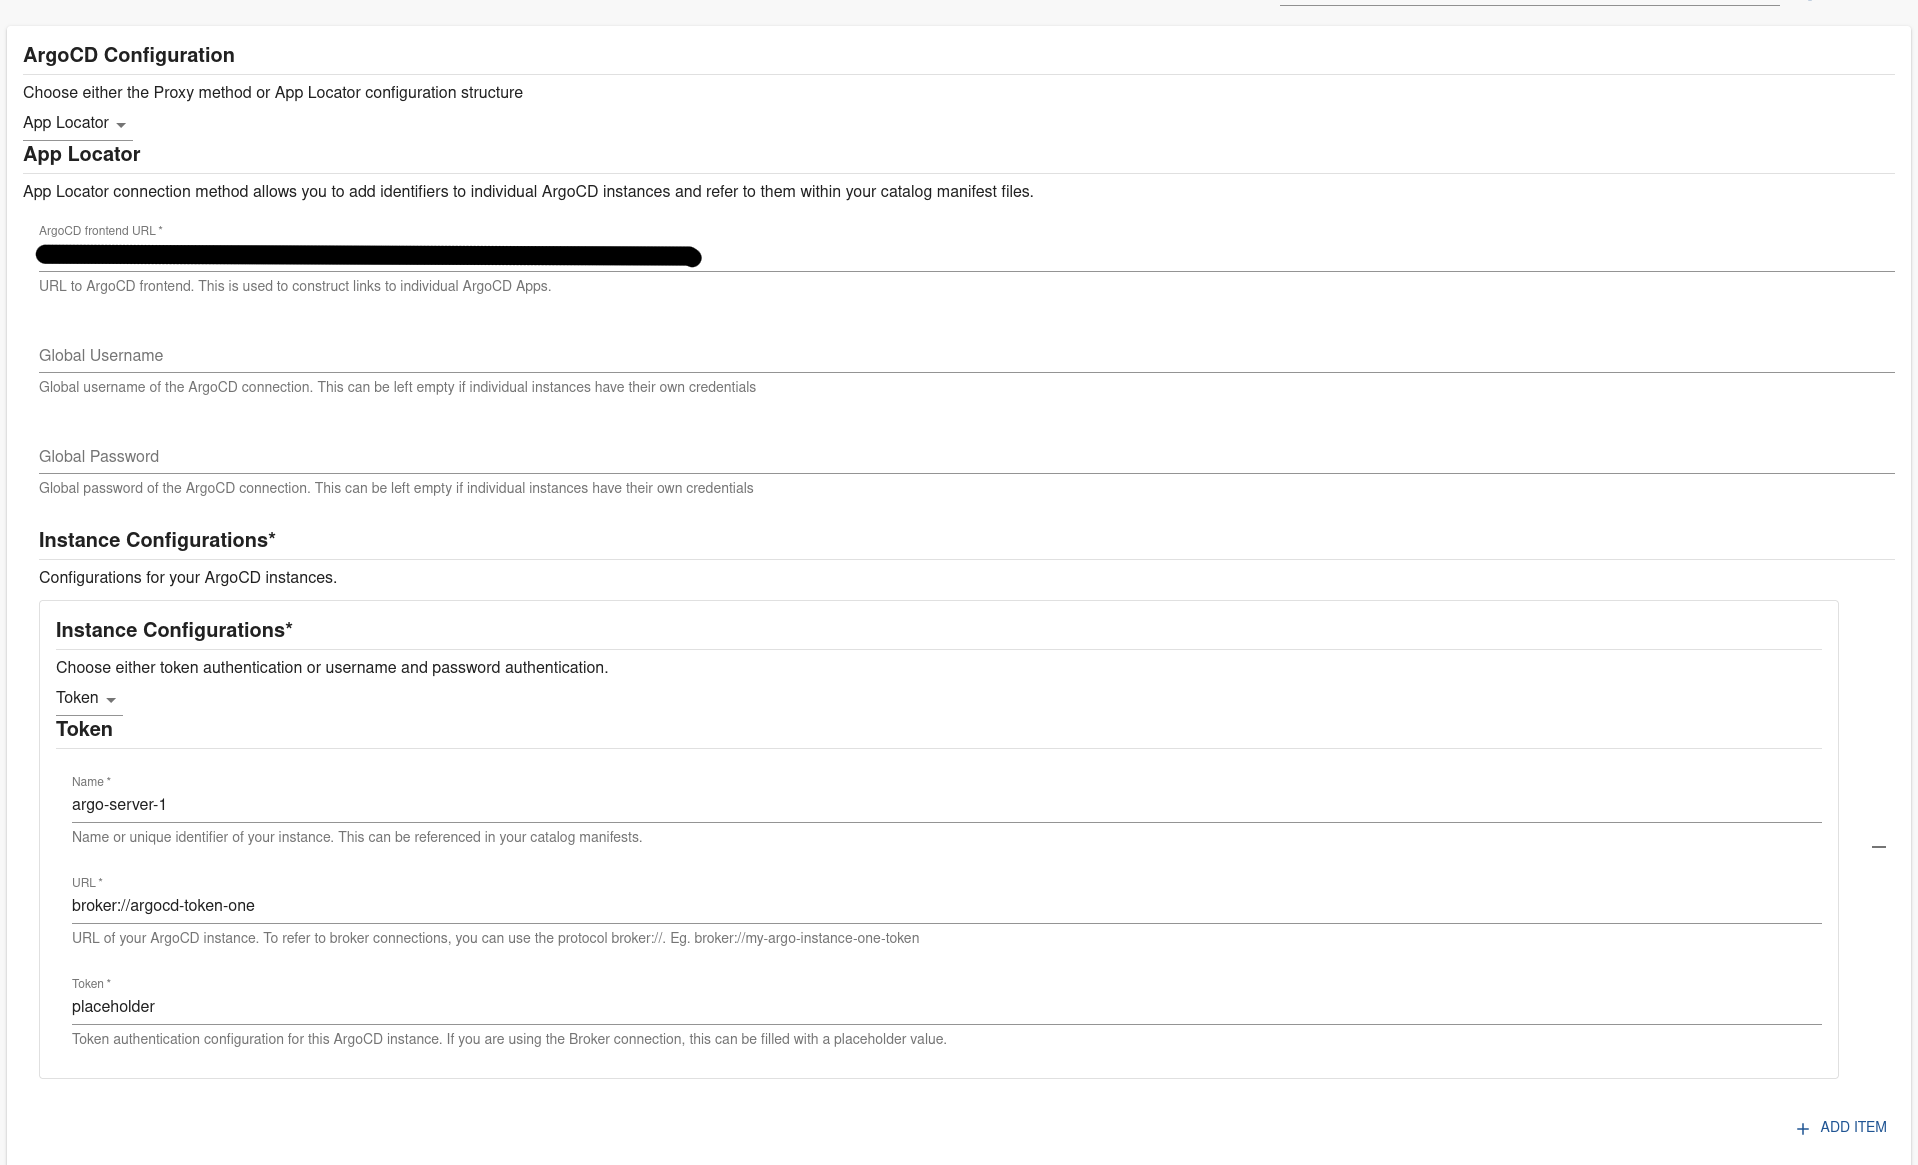 ArgoCD Configuration
Choose either the Proxy method or App Locator configuration structure
App Locator
App Locator
App Locator connection method allows you to add identifiers to individual ArgoCD instances and refer to them within your catalog manifest files.
ArgoCD frontend URL *
URL to ArgoCD frontend. This is used to construct links to individual ArgoCD Apps.
Global Username
Global username of the ArgoCD connection. This can be left empty if individual instances have their own credentials
Global Password
Global password of the ArgoCD connection. This can be left empty if individual instances have their own credentials
Instance Configurations*
Configurations for your ArgoCD instances.
Instance Configurations*
Choose either token authentication or username and password authentication.
Token
Token
Name *
argo-server-1
Name or unique identifier of your instance. This can be referenced in your catalog manifests.
URL *
broker://argocd-token-one
URL of your ArgoCD instance. To refer to broker connections, you can use the protocol broker://. Eg. broker://my-argo-instance-one-token
Token *
placeholder
Token authentication configuration for this ArgoCD instance. If you are using the Broker connection, this can be filled with a placeholder value.
+ ADD ITEM